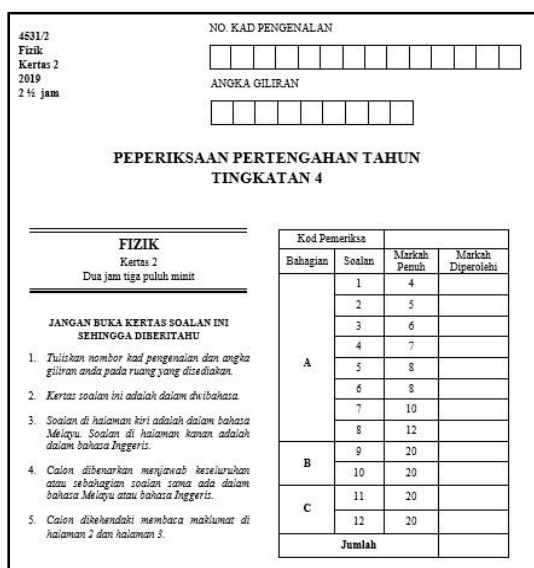 4531/2
Fizik
Kertas 2
2019
2 ½ jam
NO. KAD PENGENALAN
ANGKA GILIRAN
PEPERIKSAAN PERTENGAHAN TAHUN
TINGKATAN 4
FIZIK
Kertas 2
Dua jam tiga puluh minit
JANGAN BUKA KERTAS SOALAN INI
SEHINGGA DIBERITAHU
1. Tuliskan nombor kad pengenalan dan angka
giliran anda pada ruang yang disediakan.
2. Kertas soalan ini adalah dalam dwibahasa.
3. Soalan di halaman kiri adalah dalam bahasa
Melayu. Soalan di halaman kanan adalah
dalam bahasa Inggeris.
4. Calon dibenarkan menjawab keseluruhan
atau sebahagian soalan sama ada dalam
bahasa Melayu atau bahasa Inggeris.
5. Calon dikehendaki membaca maklumat di
halaman 2 dan halaman 3.
Kod Pemeriksa
Bahagian Soalan Markah Penuh Markah Diperolehi
A
1 4
2 5
3 6
4 7
5 8
6 8
7 10
8 12
B
9 20
10 20
C
11 20
12 20
Jumlah